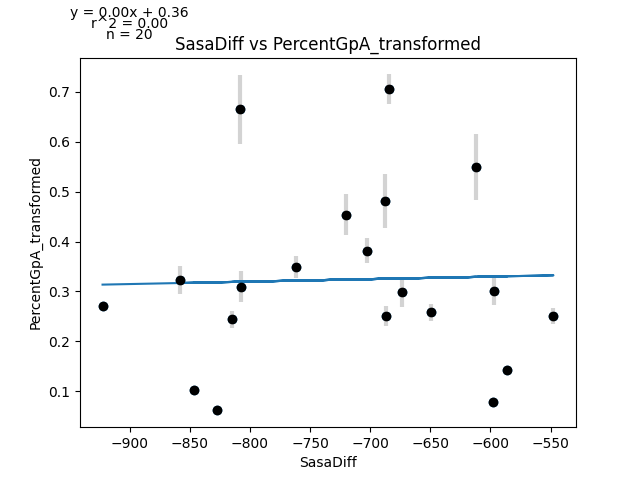 y = 0.00x + 0.36
r^2 = 0.00
n = 20
SasaDiff vs PercentGpA_transformed
PercentGpA_transformed
0.7
0.6
0.5
0.4
0.3
0.2
0.1
−900 −850 −800 −750 −700 −650 −600 −550
SasaDiff